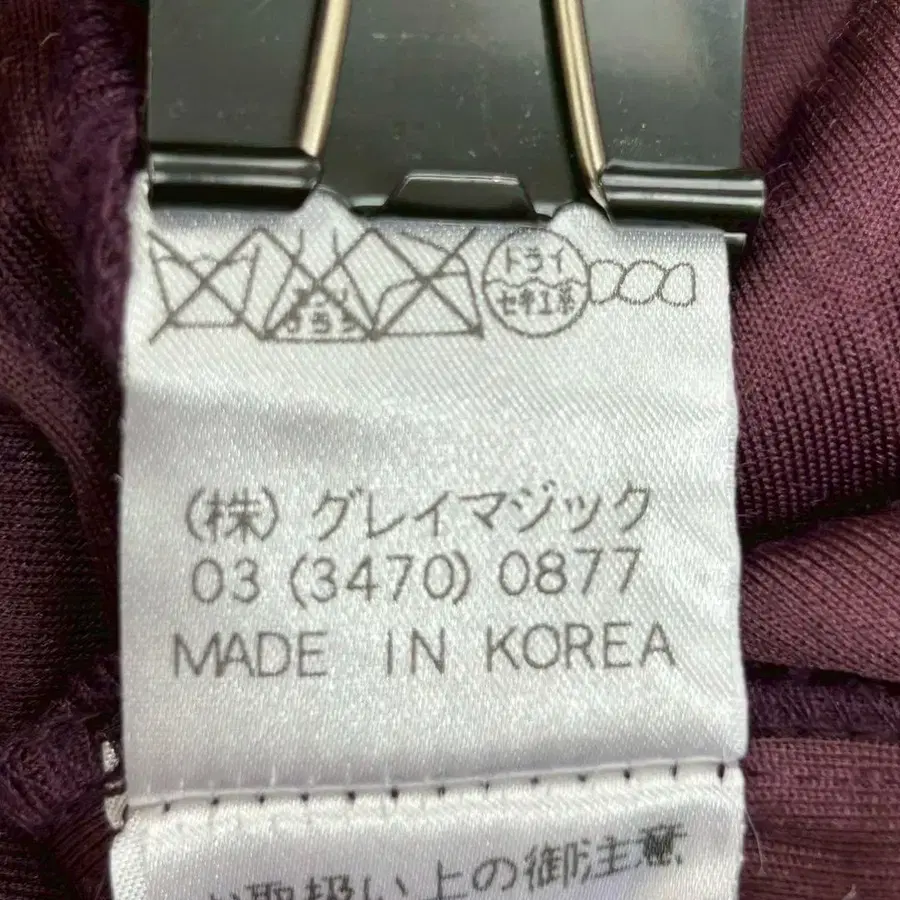 ドライ
セキユ系
(株) グレイマジック
03 (3470) 0877
MADE IN KOREA
お取扱い上の御注意